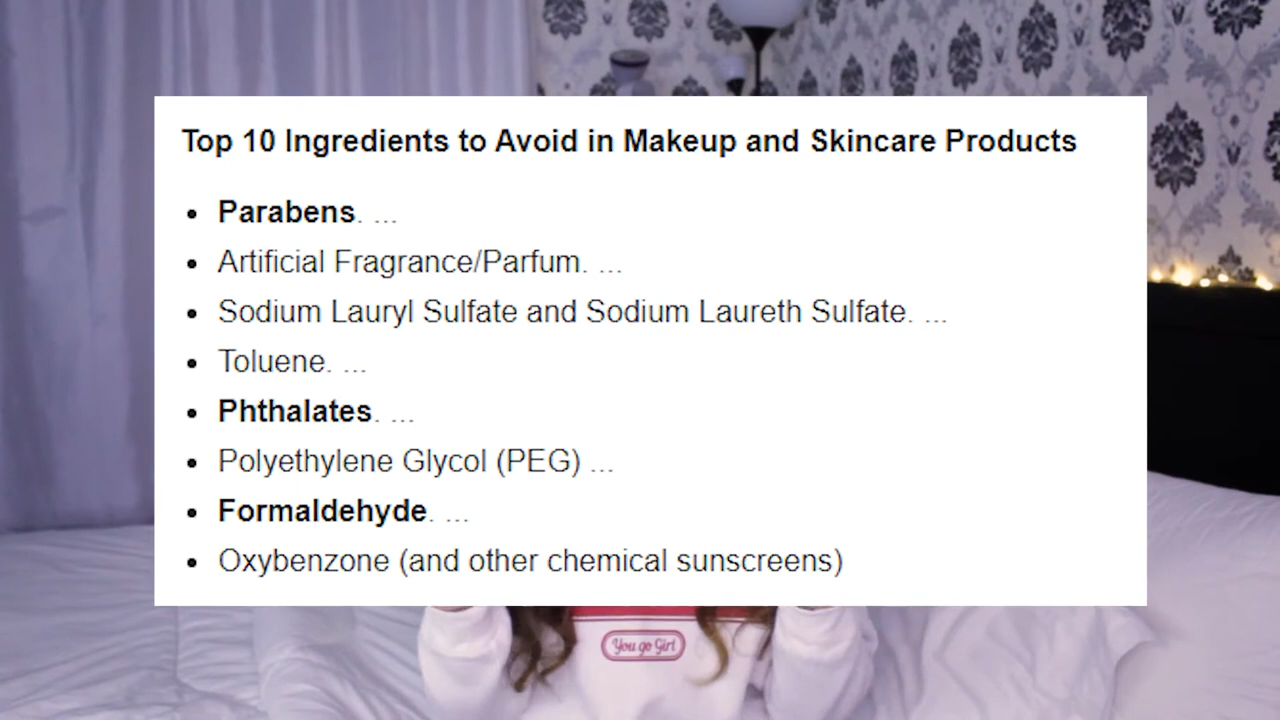 Top 10 Ingredients to Avoid in Makeup and Skincare Products
• Parabens. ...
• Artificial Fragrance/Parfum. ...
• Sodium Lauryl Sulfate and Sodium Laureth Sulfate. ...
• Toluene. ...
• Phthalates. ...
• Polyethylene Glycol (PEG) ...
• Formaldehyde. ...
• Oxybenzone (and other chemical sunscreens)
You go Girl